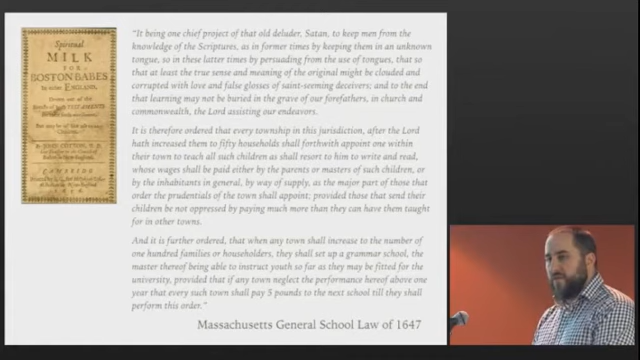 Spiritual
MILK
FOR
BOSTON BABES
"It being one chief project of that old deluder, Satan, to keep men from the
knowledge of the Scriptures, as in former times by keeping them in an unknown
tongue, so in these latter times by persuading from the use of tongues, that so
that at least the true sense and meaning of the original might be clouded and
corrupted with love and false glosses of saint-seeming deceivers; and to the end
that learning may not be buried in the grave of our forefathers, in church and
commonwealth, the Lord assisting our endeavors.
It is therefore ordered that every township in this jurisdiction, after the Lord
hath increased them to fifty households shall forthwith appoint one within
their town to teach all such children as shall resort to him to write and read,
whose wages shall be paid either by the parents or masters of such children, or
by the inhabitants in general, by way of supply, as the major part of those that
order the prudentials of the town shall appoint; provided those that send their
children be not oppressed by paying much more than they can have them taught
for in other towns.
And it is further ordered, that when any town shall increase to the number of
one hundred families or householders, they shall set up a grammar school, the
master thereof being able to instruct youth so far as they may be fitted for the
university, provided that if any town neglect the performance hereof above one
year that every such town shall pay 5 pounds to the next school till they shall
perform this order."
Massachusetts General School Law of 1647